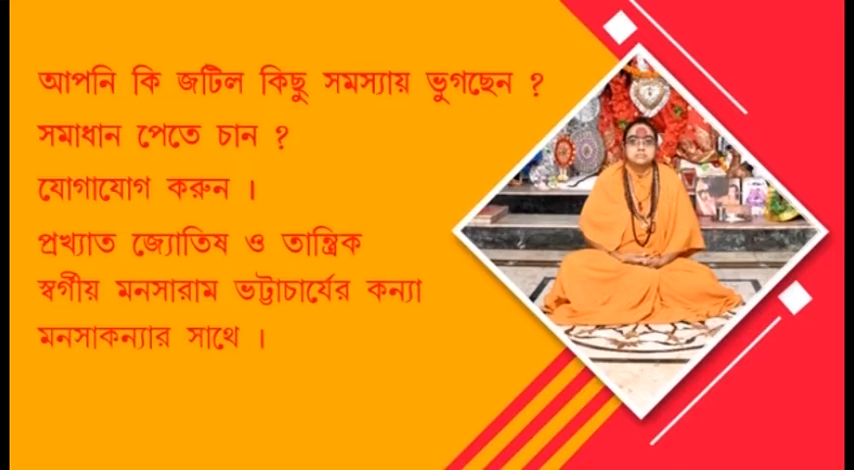 আপনি কি জটিল কিছু সমস্যায় ভুগছেন ?
সমাধান পেতে চান ?
যোগাযোগ করুন ।
প্রখ্যাত জ্যোতিষ ও তান্ত্রিক
স্বর্গীয় মনসারাম ভট্টাচার্যের কন্যা
মনসাকন্যার সাথে ।